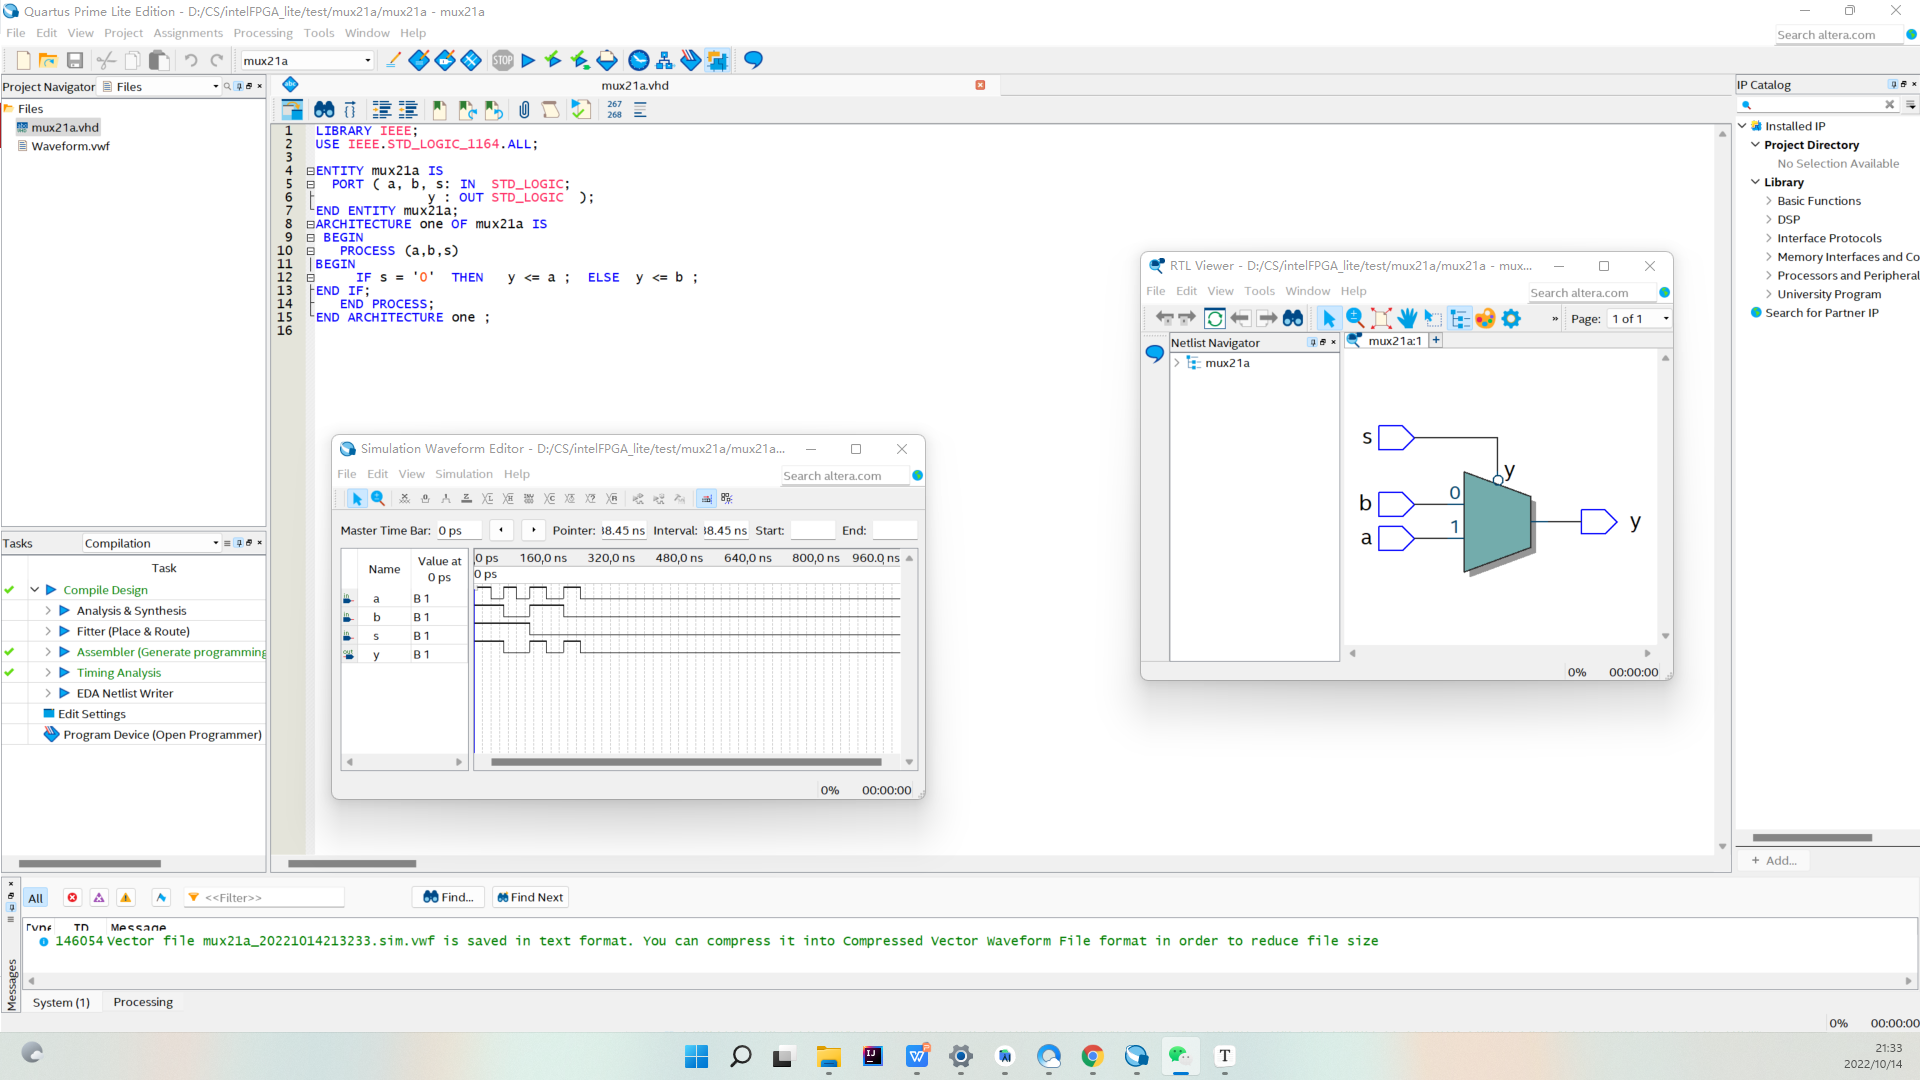 Quartus Prime Lite Edition - D:/CS/intelFPGA_lite/test/mux21a/mux21a - mux21a
File Edit View Project Assignments Processing Tools Window Help
Search altera.com
mux21a
STOP
Project Navigator Files
Files
mux21a.vhd
Waveform.vwf
mux21a.vhd
267
268
1 LIBRARY IEEE;
2 USE IEEE.STD_LOGIC_1164.ALL;
3
4 ENTITY mux21a IS
5 PORT ( a, b, s: IN STD_LOGIC;
6 y : OUT STD_LOGIC );
7 END ENTITY mux21a;
8 ARCHITECTURE one OF mux21a IS
9 BEGIN
10 PROCESS (a,b,s)
11 BEGIN
12 IF s = '0' THEN y <= a ; ELSE y <= b ;
13 END IF;
14 END PROCESS;
15 END ARCHITECTURE one ;
16
IP Catalog
Installed IP
Project Directory
No Selection Available
Library
Basic Functions
DSP
Interface Protocols
Memory Interfaces and Co
Processors and Peripheral
University Program
Search for Partner IP
+ Add...
RTL Viewer - D:/CS/intelFPGA_lite/test/mux21a/mux21a - mux...
File Edit View Tools Window Help
Search altera.com
» Page: 1 of 1
Netlist Navigator
mux21a:1 +
mux21a
s
y
b 0
a 1
y
0% 00:00:00
Simulation Waveform Editor - D:/CS/intelFPGA_lite/test/mux21a/mux21a...
File Edit View Simulation Help
Search altera.com
Master Time Bar: 0 ps Pointer: 38.45 ns Interval: 38.45 ns Start: End:
Name Value at 0 ps
0 ps 160,0 ns 320,0 ns 480,0 ns 640,0 ns 800,0 ns 960,0 ns
0 ps
a B 1
b B 1
s B 1
y B 1
0% 00:00:00
Tasks Compilation
Task
Compile Design
Analysis & Synthesis
Fitter (Place & Route)
Assembler (Generate programming
Timing Analysis
EDA Netlist Writer
Edit Settings
Program Device (Open Programmer)
All <<Filter>> Find... Find Next
Type ID Message
146054 Vector file mux21a_20221014213233.sim.vwf is saved in text format. You can compress it into Compressed Vector Waveform File format in order to reduce file size
Messages
System (1) Processing
0% 00:00:00
21:33
2022/10/14